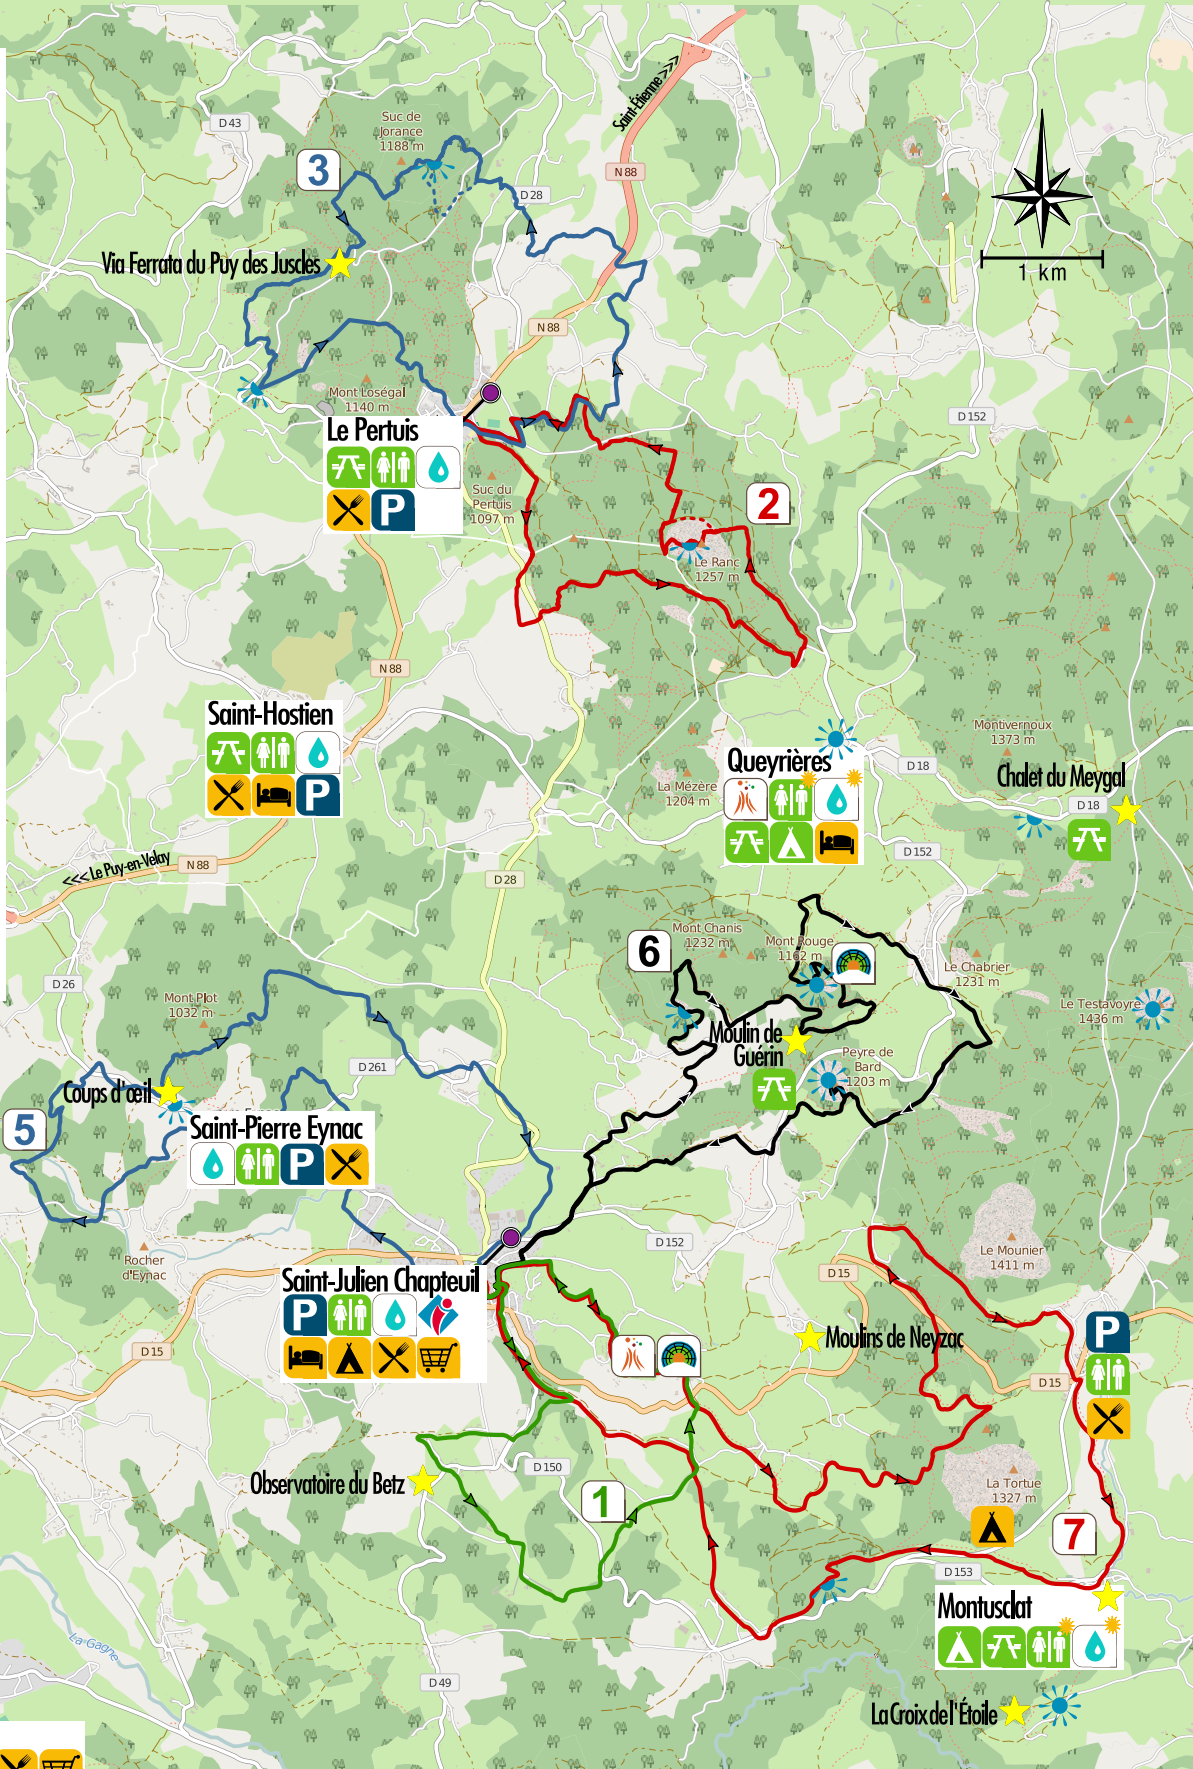 Saint-Étienne >>>
D 43
Suc de
Jorance
1188 m
3
N 88
D 28
Via Ferrata du Puy des Juscles
1 km
N 88
Mont Loségal
1140 m
D 152
Le Pertuis
P
Suc du
Pertuis
1097 m
2
Le Ranc
1257 m
N 88
Saint-Hostien
P
Montivernoux
1373 m
Queyrières
D 18
Chalet du Meygal
La Mézère
1204 m
D 18
D 152
<<< Le Puy-en-Velay
N 88
D 28
Mont Chanis
1232 m
6
Mont Rouge
1162 m
Le Chabrier
1231 m
D 26
Mont Plot
1032 m
Le Testavoyre
1436 m
Moulin de
Guérin
Peyre de
Bard
1203 m
D 261
Coups d'œil
5
Saint-Pierre Eynac
P
D 152
Le Mounier
1411 m
Rocher
d'Eynac
D 15
Saint-Julien Chapteuil
P
P
Moulins de Neyzac
D 15
D 15
D 150
Observatoire du Betz
1
La Tortue
1327 m
7
D 153
Montusclat
La Gagne
D 49
La Croix de l'Étoile